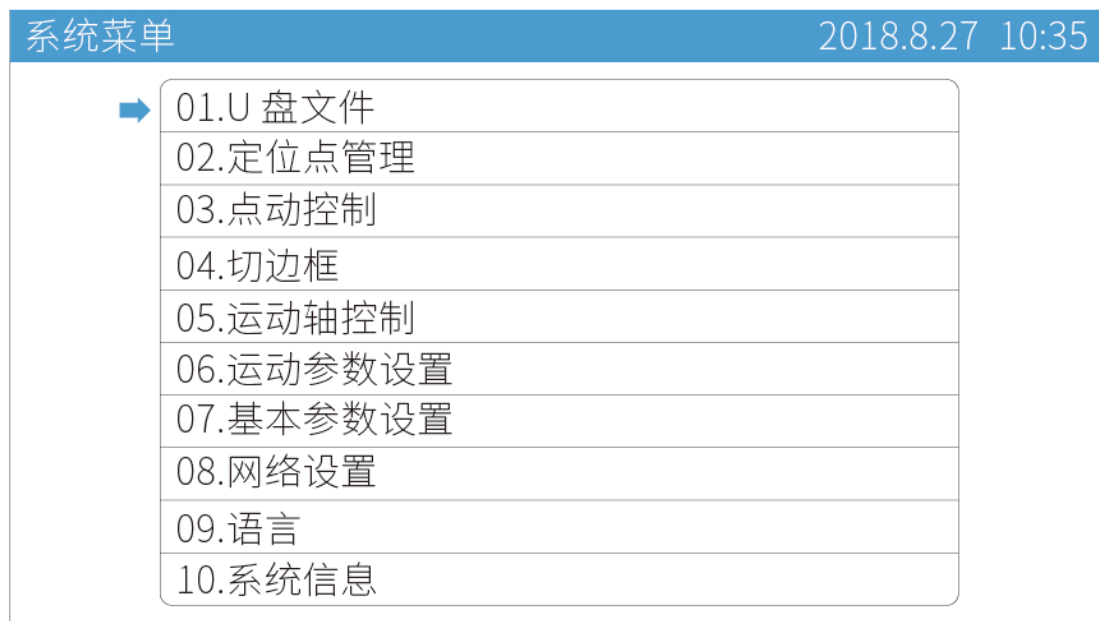 系统菜单 2018.8.27 10:35
01.U 盘文件
02.定位点管理
03.点动控制
04.切边框
05.运动轴控制
06.运动参数设置
07.基本参数设置
08.网络设置
09.语言
10.系统信息